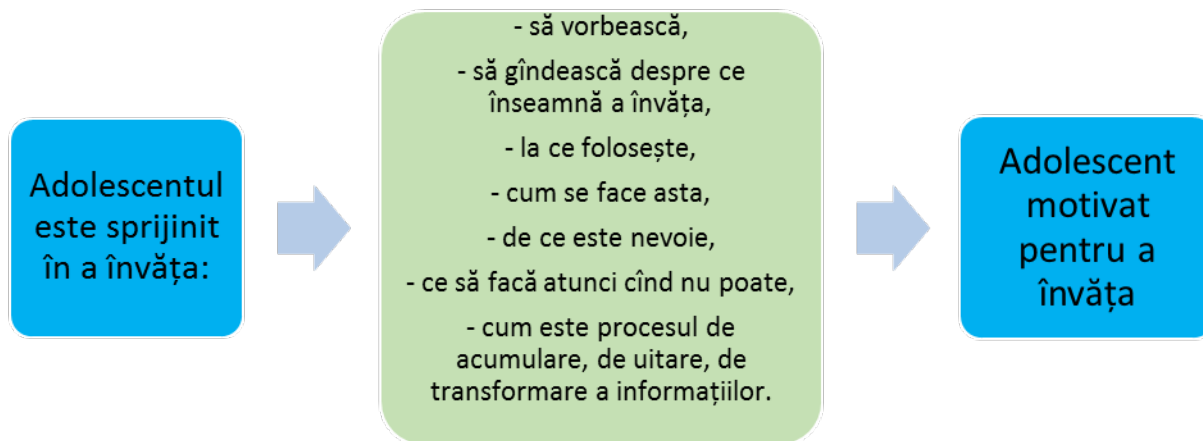 Adolescentul
este sprijinit
în a învăța:
- să vorbească,
- să gîndească despre ce
înseamnă a învăța,
- la ce folosește,
- cum se face asta,
- de ce este nevoie,
- ce să facă atunci cînd nu poate,
- cum este procesul de
acumulare, de uitare, de
transformare a informațiilor.
Adolescent
motivat
pentru a
învăța